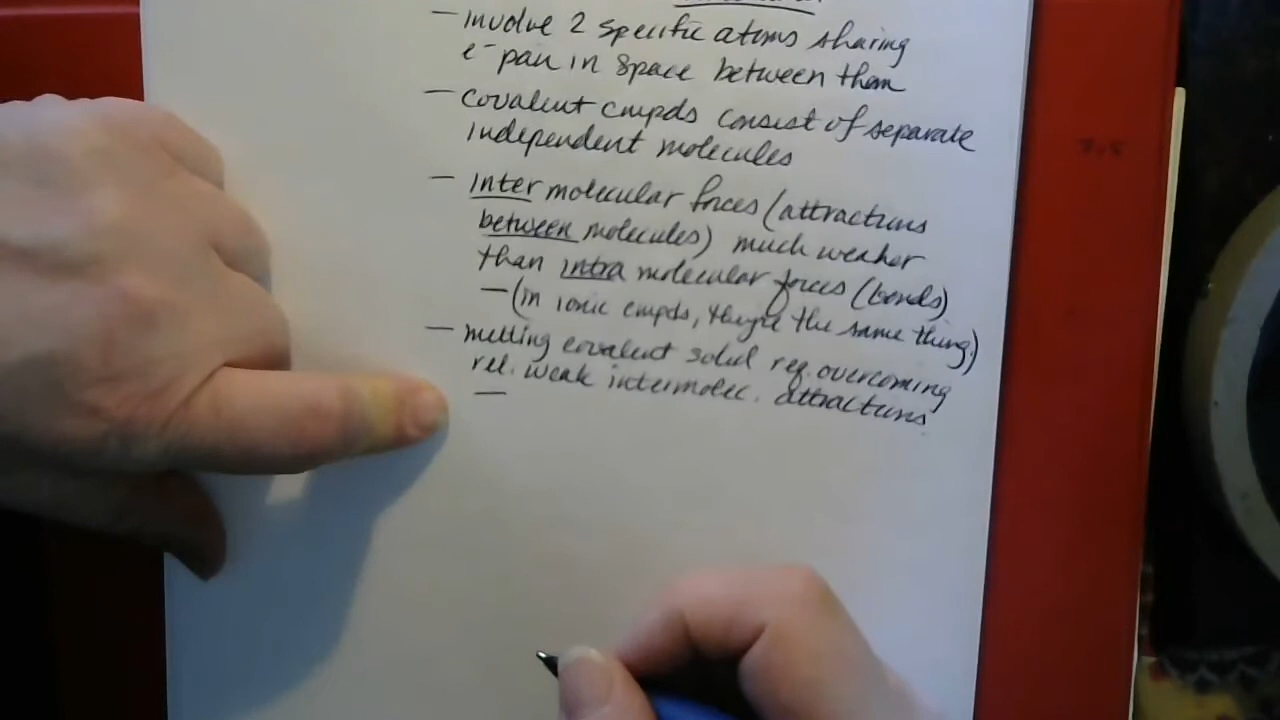 — involve 2 specific atoms sharing
e⁻ pair in space between them
— covalent cmpds consist of separate
independent molecules
— inter molecular forces (attractions
between molecules) much weaker
than intra molecular forces (bonds)
— (in ionic cmpds, they're the same thing!)
— melting covalent solid req. overcoming
rel. weak intermolec. attractions
—